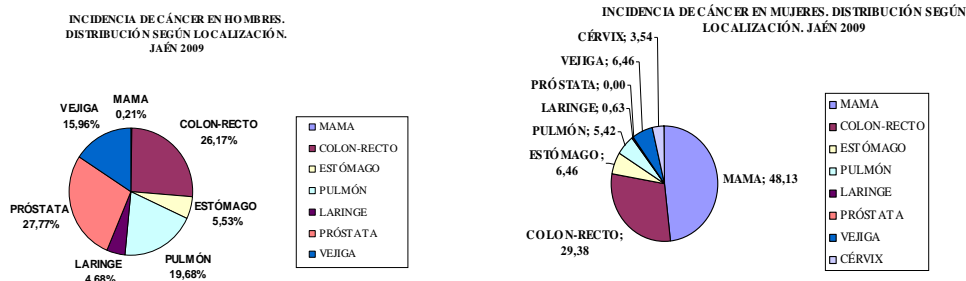 INCIDENCIA DE CÁNCER EN HOMBRES.
DISTRIBUCIÓN SEGÚN LOCALIZACIÓN.
JAÉN 2009
MAMA
0,21%
VEJIGA
15,96%
COLON-RECTO
26,17%
ESTÓMAGO
5,53%
PRÓSTATA
27,77%
LARINGE
4,68%
PULMÓN
19,68%
MAMA
COLON-RECTO
ESTÓMAGO
PULMÓN
LARINGE
PRÓSTATA
VEJIGA
INCIDENCIA DE CÁNCER EN MUJERES. DISTRIBUCIÓN SEGÚN
LOCALIZACIÓN. JAÉN 2009
CÉRVIX; 3,54
VEJIGA; 6,46
PRÓSTATA; 0,00
LARINGE; 0,63
PULMÓN; 5,42
ESTÓMAGO;
6,46
MAMA; 48,13
COLON-RECTO;
29,38
MAMA
COLON-RECTO
ESTÓMAGO
PULMÓN
LARINGE
PRÓSTATA
VEJIGA
CÉRVIX